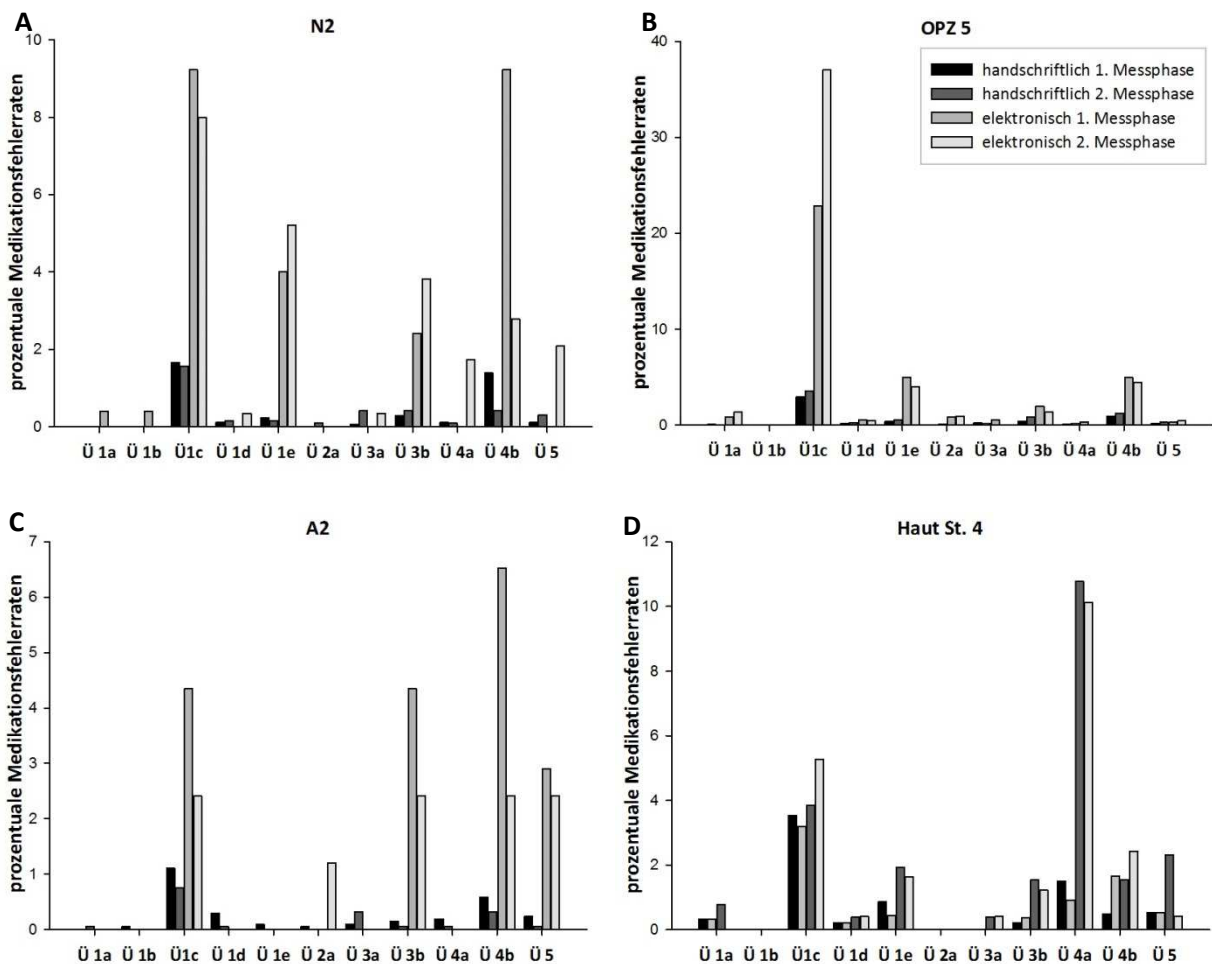 A
N2
prozentuale Medikationsfehlerraten
10
8
6
4
2
0
Ü 1a Ü 1b Ü1c Ü 1d Ü 1e Ü 2a Ü 3a Ü 3b Ü 4a Ü 4b Ü 5
B
OPZ 5
prozentuale Medikationsfehlerraten
40
30
20
10
0
handschriftlich 1. Messphase
handschriftlich 2. Messphase
elektronisch 1. Messphase
elektronisch 2. Messphase
Ü 1a Ü 1b Ü1c Ü 1d Ü 1e Ü 2a Ü 3a Ü 3b Ü 4a Ü 4b Ü 5
C
A2
prozentuale Medikationsfehlerraten
7
6
5
4
3
2
1
0
Ü 1a Ü 1b Ü1c Ü 1d Ü 1e Ü 2a Ü 3a Ü 3b Ü 4a Ü 4b Ü 5
D
Haut St. 4
prozentuale Medikationsfehlerraten
12
10
8
6
4
2
0
Ü 1a Ü 1b Ü1c Ü 1d Ü 1e Ü 2a Ü 3a Ü 3b Ü 4a Ü 4b Ü 5